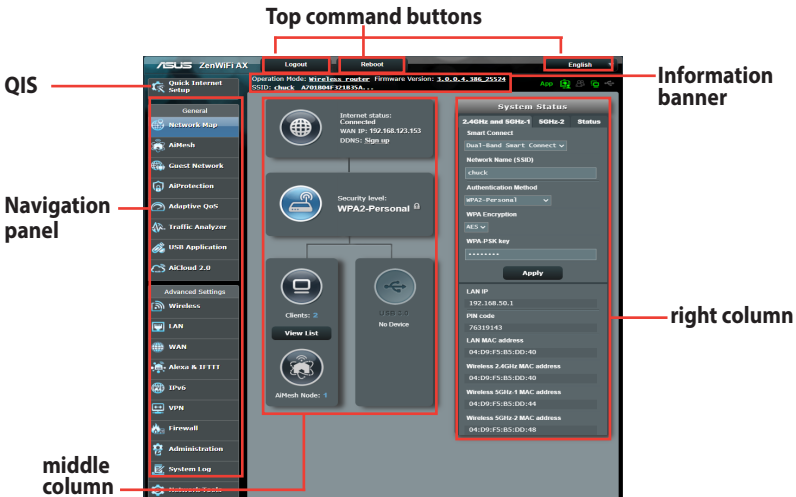 Top command buttons
ASUS ZenWiFi AX
Logout
Reboot
English
Operation Mode: Wireless router Firmware Version: 3.0.0.4.386_25524
SSID: chuck A701B04F321B35A...
App
Information
banner
QIS
Quick Internet
Setup
General
Network Map
AiMesh
Guest Network
AiProtection
Adaptive QoS
Traffic Analyzer
USB Application
AiCloud 2.0
Navigation
panel
Advanced Settings
Wireless
LAN
WAN
Alexa & IFTTT
IPv6
VPN
Firewall
Administration
System Log
Network Tools
Internet status:
Connected
WAN IP: 192.168.123.153
DDNS: Sign up
Security level:
WPA2-Personal
Clients: 2
View List
AiMesh Node: 1
USB 3.0
No Device
middle
column
System Status
2.4GHz and 5GHz-1 5GHz-2 Status
Smart Connect
Dual-Band Smart Connect
Network Name (SSID)
chuck
Authentication Method
WPA2-Personal
WPA Encryption
AES
WPA-PSK key
••••••••
Apply
LAN IP
192.168.50.1
PIN code
76319143
LAN MAC address
04:D9:F5:B5:DD:40
Wireless 2.4GHz MAC
address
04:D9:F5:B5:DD:40
Wireless 5GHz-1 MAC
address
04:D9:F5:B5:DD:44
Wireless 5GHz-2 MAC
address
04:D9:F5:B5:DD:48
right column